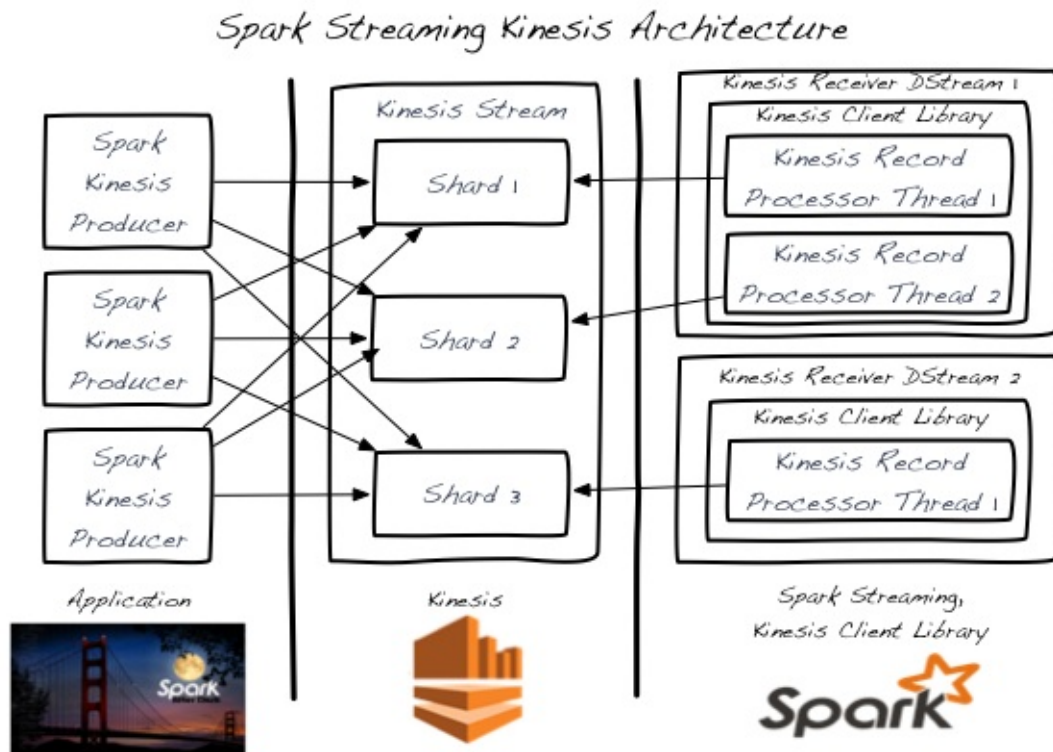 Spark Streaming Kinesis Architecture
Spark
Kinesis
Producer
Spark
Kinesis
Producer
Spark
Kinesis
Producer
Application
Spark
After Dark
Kinesis Stream
Shard 1
Shard 2
Shard 3
Kinesis
Kinesis Receiver DStream 1
Kinesis Client Library
Kinesis Record
Processor Thread 1
Kinesis Record
Processor Thread 2
Kinesis Receiver DStream 2
Kinesis Client Library
Kinesis Record
Processor Thread 1
Spark Streaming,
Kinesis Client Library
Spark